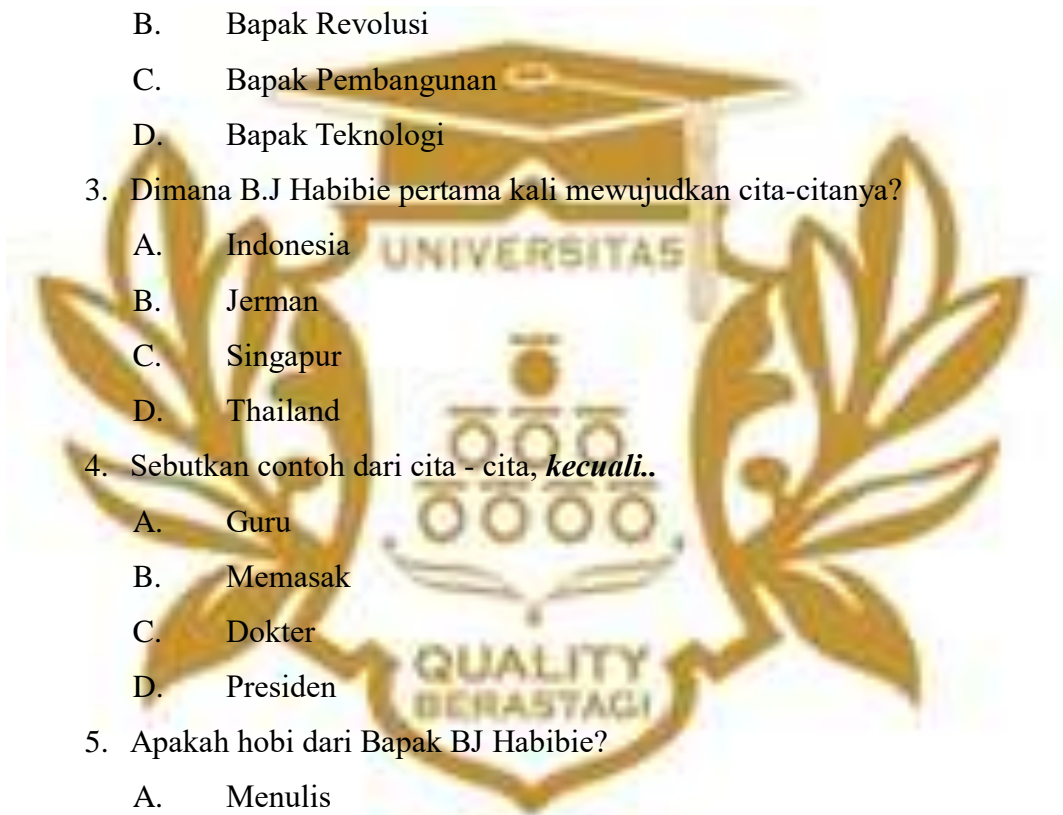 B. Bapak Revolusi
C. Bapak Pembangunan
D. Bapak Teknologi
3. Dimana B.J Habibie pertama kali mewujudkan cita-citanya?
A. Indonesia
UNIVERSITAS
B. Jerman
C. Singapur
D. Thailand
4. Sebutkan contoh dari cita - cita, kecuali..
A. Guru
B. Memasak
C. Dokter
QUALITY
D. Presiden
BERASTAGI
5. Apakah hobi dari Bapak BJ Habibie?
A. Menulis